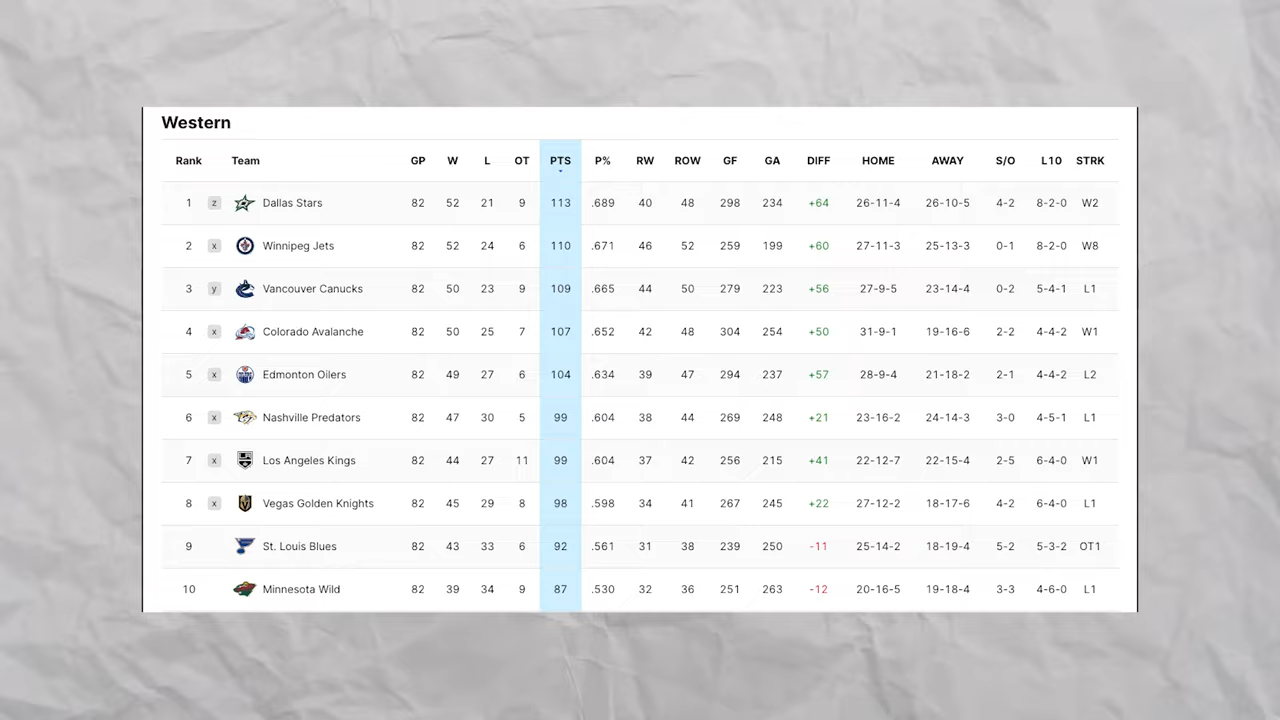 Western
Rank Team GP W L OT PTS P% RW ROW GF GA DIFF HOME AWAY S/O L10 STRK
1 z Dallas Stars 82 52 21 9 113 .689 40 48 298 234 +64 26-11-4 26-10-5 4-2 8-2-0 W2
2 x Winnipeg Jets 82 52 24 6 110 .671 46 52 259 199 +60 27-11-3 25-13-3 0-1 8-2-0 W8
3 y Vancouver Canucks 82 50 23 9 109 .665 44 50 279 223 +56 27-9-5 23-14-4 0-2 5-4-1 L1
4 x Colorado Avalanche 82 50 25 7 107 .652 42 48 304 254 +50 31-9-1 19-16-6 2-2 4-4-2 W1
5 x Edmonton Oilers 82 49 27 6 104 .634 39 47 294 237 +57 28-9-4 21-18-2 2-1 4-4-2 L2
6 x Nashville Predators 82 47 30 5 99 .604 38 44 269 248 +21 23-16-2 24-14-3 3-0 4-5-1 L1
7 x Los Angeles Kings 82 44 27 11 99 .604 37 42 256 215 +41 22-12-7 22-15-4 2-5 6-4-0 W1
8 x Vegas Golden Knights 82 45 29 8 98 .598 34 41 267 245 +22 27-12-2 18-17-6 4-2 6-4-0 L1
9 St. Louis Blues 82 43 33 6 92 .561 31 38 239 250 -11 25-14-2 18-19-4 5-2 5-3-2 OT1
10 Minnesota Wild 82 39 34 9 87 .530 32 36 251 263 -12 20-16-5 19-18-4 3-3 4-6-0 L1